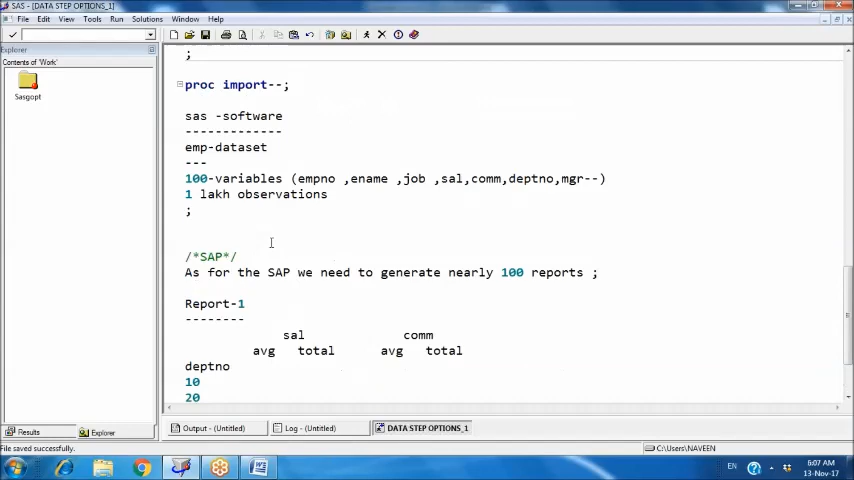 SAS - [DATA STEP OPTIONS_1]
File Edit View Tools Run Solutions Window Help
Explorer
Contents of 'Work'
Sasgopt
;
proc import--;
sas -software
-------------
emp-dataset
---
100-variables (empno ,ename ,job ,sal,comm,deptno,mgr--)
1 lakh observations
;
/*SAP*/
As for the SAP we need to generate nearly 100 reports ;
Report-1
--------
sal comm
avg total avg total
deptno
10
20
Results Explorer Output - (Untitled) Log - (Untitled) DATA STEP OPTIONS_1
File saved successfully. C:\Users\NAVEEN
EN 6:07 AM
13-Nov-17